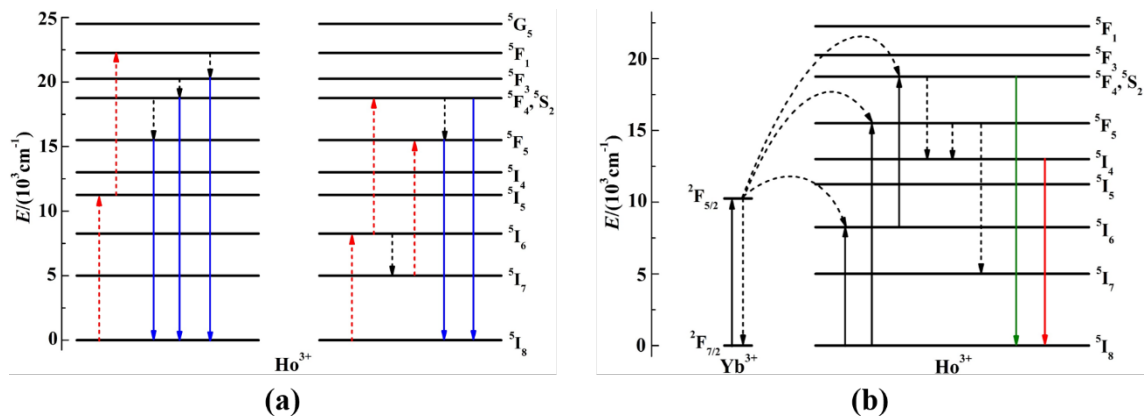 25
20
15
10
5
0
E/(10³cm⁻¹)
⁵G₅
⁵F₁
⁵F₃
⁵F₄,⁵S₂
⁵F₅
⁵I₄
⁵I₅
⁵I₆
⁵I₇
⁵I₈
Ho³⁺
(a)
20
15
10
5
0
E/(10³cm⁻¹)
²F₅/₂
²F₇/₂
Yb³⁺
⁵F₁
⁵F₃
⁵F₄,⁵S₂
⁵F₅
⁵I₄
⁵I₅
⁵I₆
⁵I₇
⁵I₈
Ho³⁺
(b)